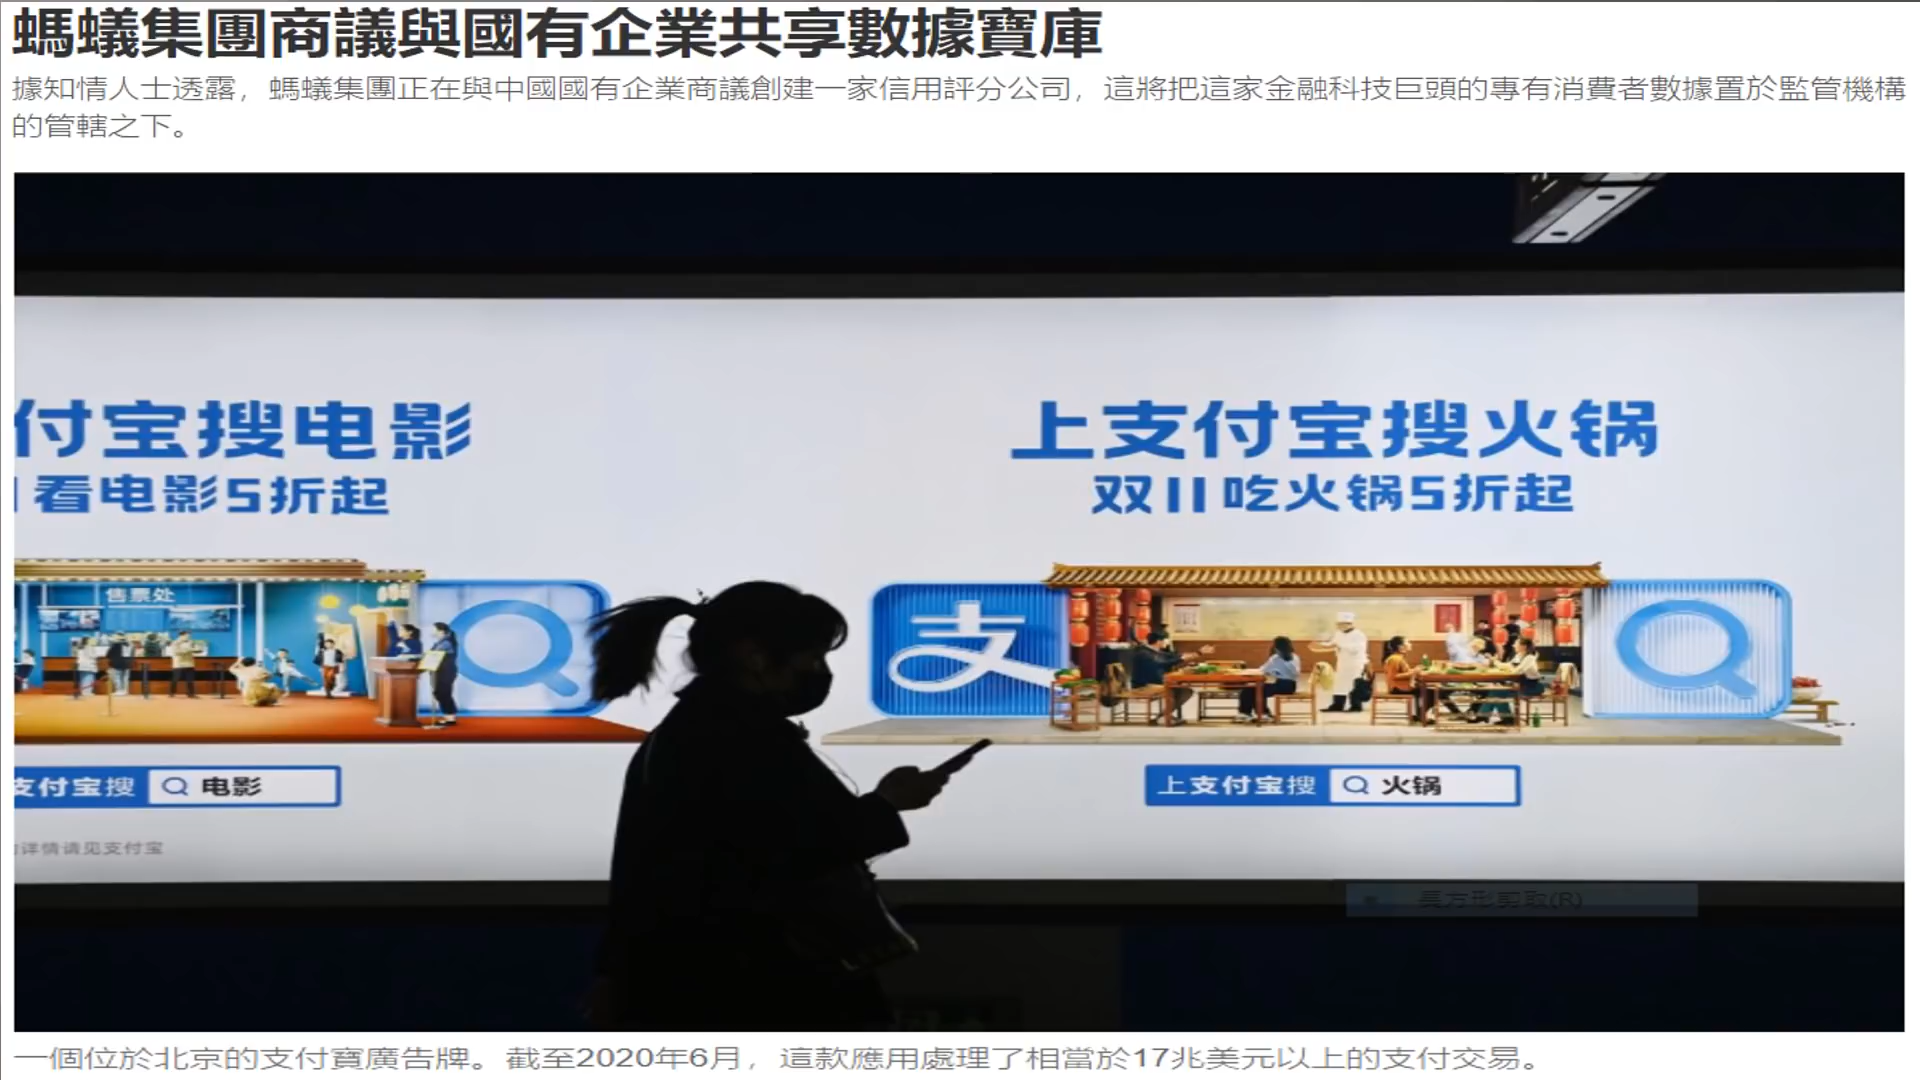 螞蟻集團商議與國有企業共享數據寶庫
據知情人士透露，螞蟻集團正在與中國國有企業商議創建一家信用評分公司，這將把這家金融科技巨頭的專有消費者數據置於監管機構
的管轄之下。
付宝搜电影
看电影5折起
售票处
支付宝搜 电影
详情请见支付宝
上支付宝搜火锅
双11吃火锅5折起
支
上支付宝搜 火锅
長方形剪取(R)
一個位於北京的支付寶廣告牌。截至2020年6月，這款應用處理了相當於17兆美元以上的支付交易。